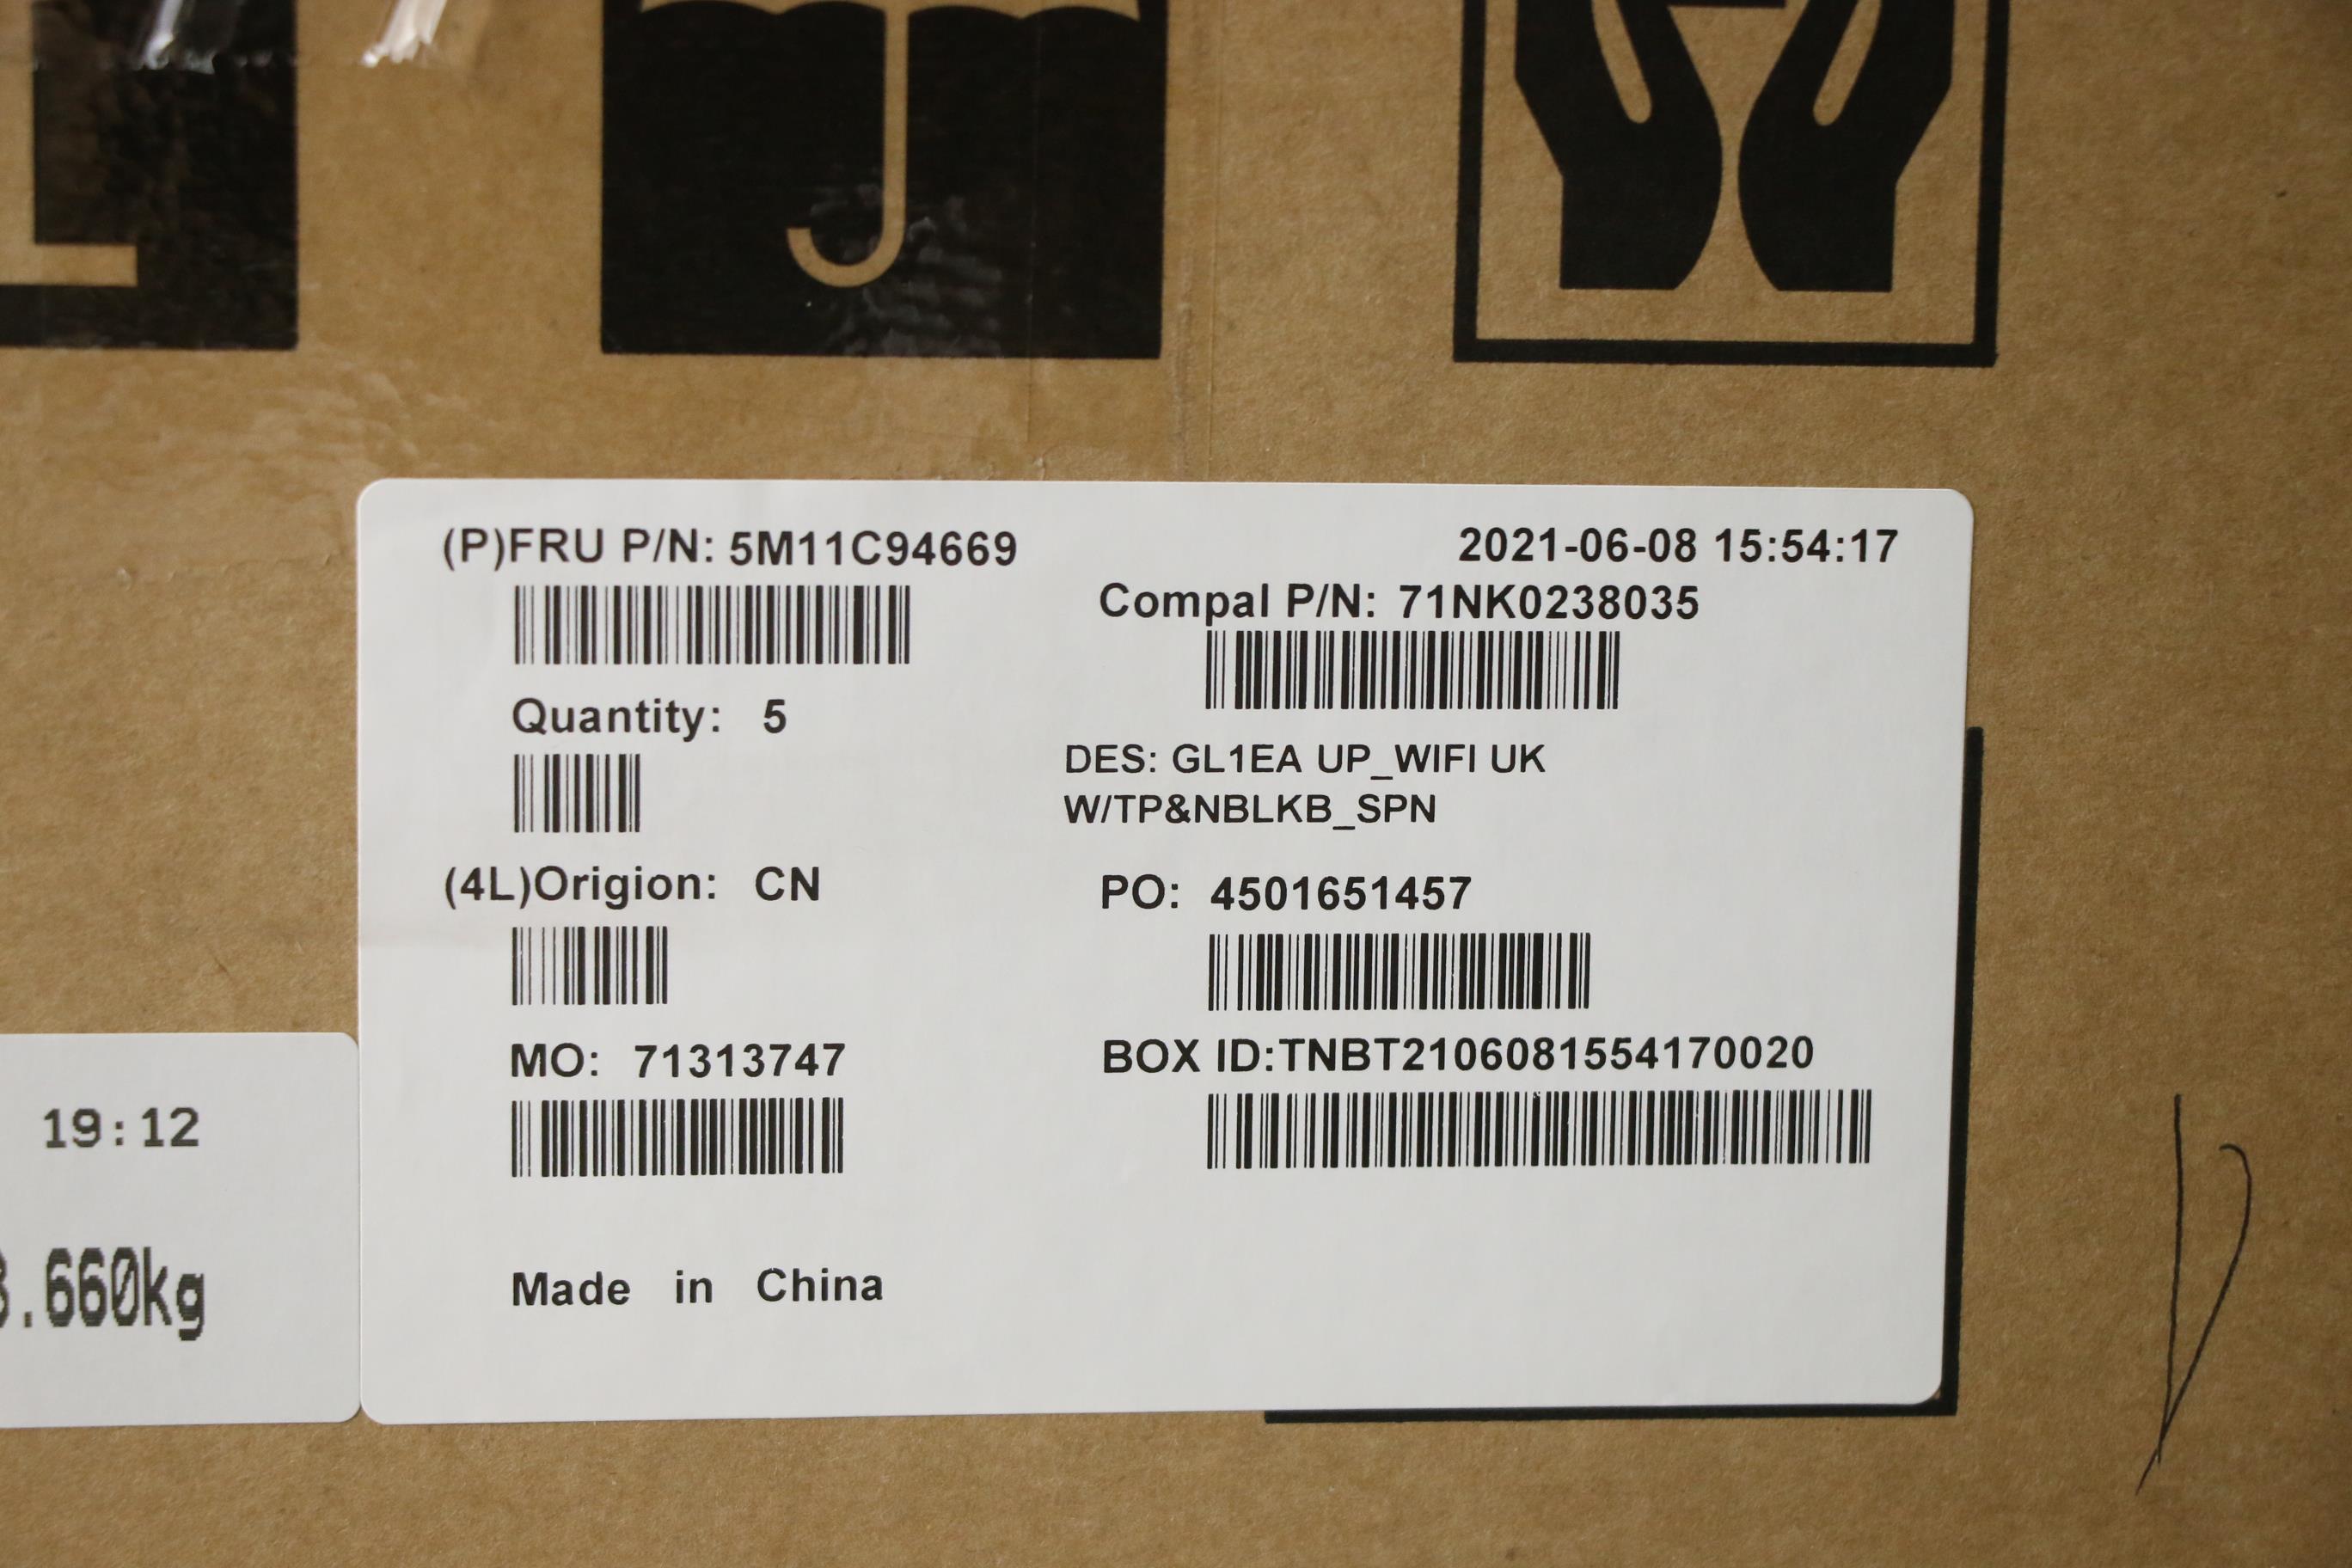 (P)FRU P/N: 5M11C94669
2021-06-08 15:54:17
Compal P/N: 71NK0238035
Quantity: 5
DES: GL1EA UP_WIFI UK
W/TP&NBLKB_SPN
(4L)Origion: CN
PO: 4501651457
MO: 71313747
BOX ID:TNBT2106081554170020
Made in China
19:12
.660kg